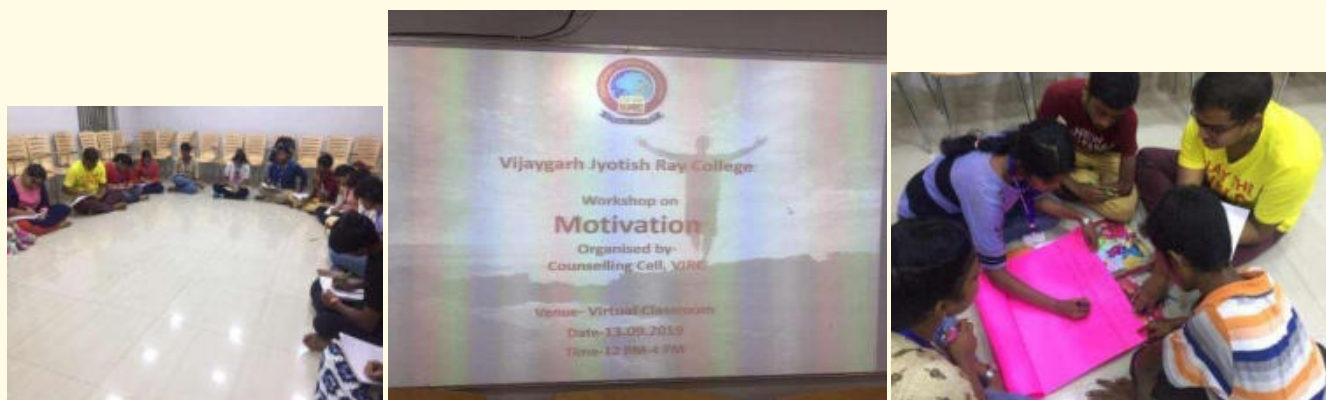 Vijaygarh Jyotish Ray College
Workshop on
Motivation
Organised by-
Counselling Cell, VJRC
Venue- Virtual Classroom
Date-13.09.2019
Time-12 PM-4 PM